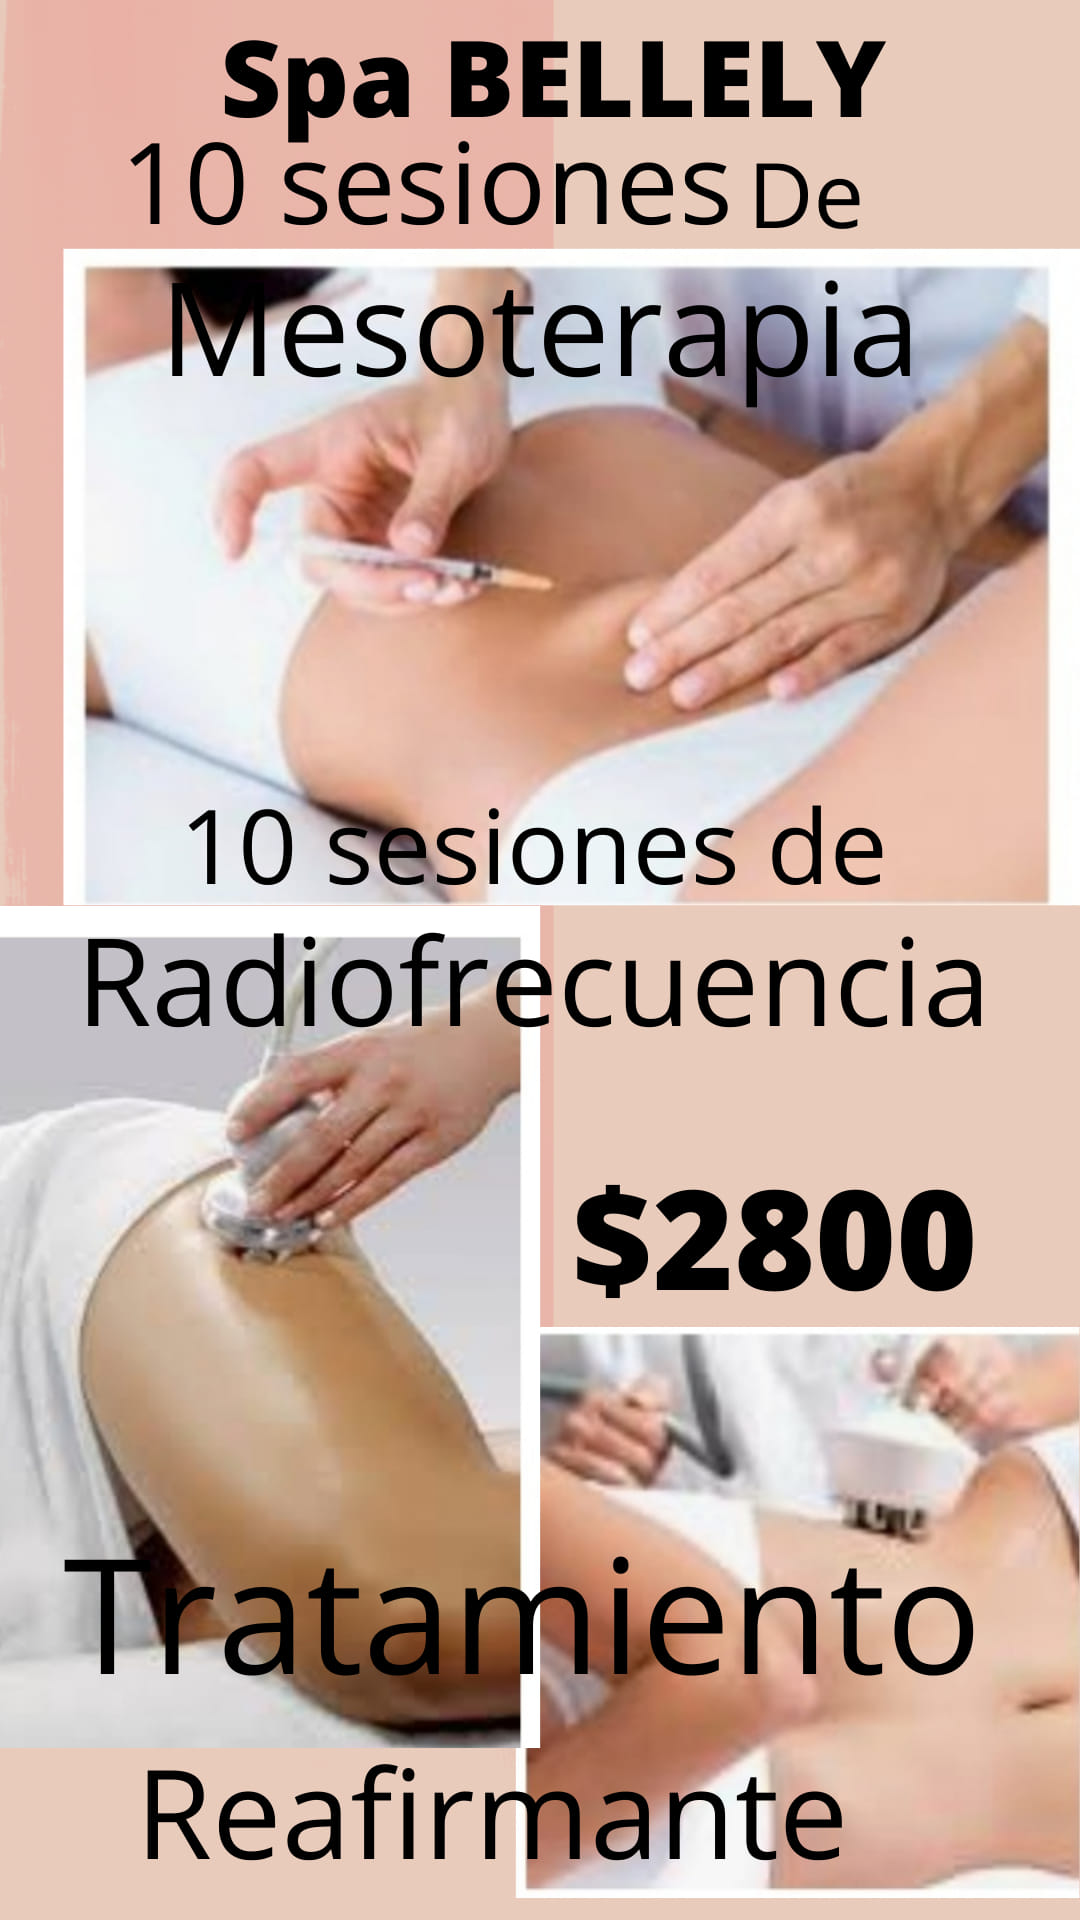 Spa BELLELY
10 sesiones De
Mesoterapia
10 sesiones de
Radiofrecuencia
$2800
Tratamiento
Reafirmante